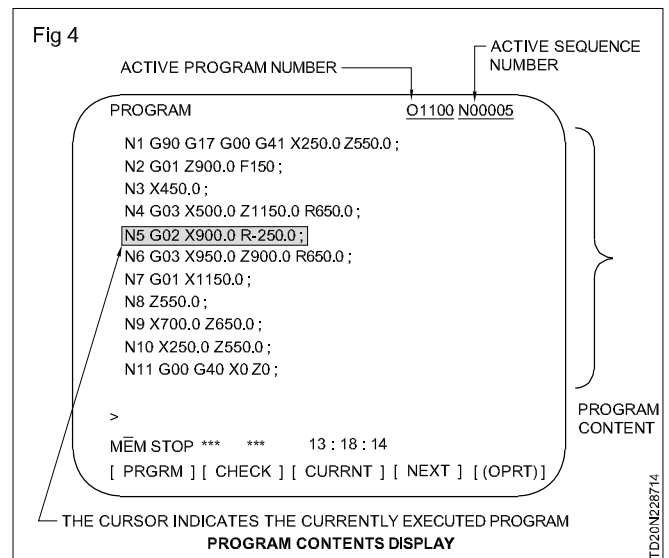 Fig 4
ACTIVE SEQUENCE
NUMBER
ACTIVE PROGRAM NUMBER
PROGRAM O1100 N00005
N1 G90 G17 G00 G41 X250.0 Z550.0 ;
N2 G01 Z900.0 F150 ;
N3 X450.0 ;
N4 G03 X500.0 Z1150.0 R650.0 ;
N5 G02 X900.0 R-250.0 ;
N6 G03 X950.0 Z900.0 R650.0 ;
N7 G01 X1150.0 ;
N8 Z550.0 ;
N9 X700.0 Z650.0 ;
N10 X250.0 Z550.0 ;
N11 G00 G40 X0 Z0 ;
PROGRAM
CONTENT
> _
MEM STOP *** *** 13 : 18 : 14
[ PRGRM ] [ CHECK ] [ CURRNT ] [ NEXT ] [ (OPRT) ]
THE CURSOR INDICATES THE CURRENTLY EXECUTED PROGRAM
PROGRAM CONTENTS DISPLAY
TD20N228714